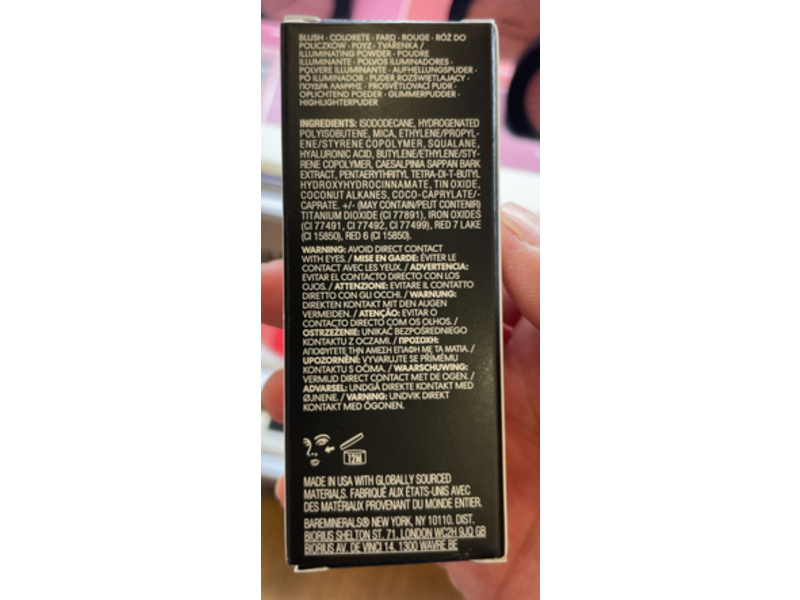 BLUSH · COLORETE · FARD · ROUGE · RÓŻ DO
POLICZKÓW · ΡΟΥΖ · TVÁŘENKA /
ILLUMINATING POWDER · POUDRE
ILLUMINANTE · POLVOS ILUMINADORES ·
POLVERE ILLUMINANTE · AUFHELLUNGSPUDER ·
PÓ ILUMINADOR · PUDER ROZŚWIETLAJĄCY ·
ΠΟΥΔΡΑ ΛΑΜΨΗΣ · PROSVĚTLOVACÍ PUDR ·
OPLICHTEND POEDER · GLIMMERPUDDER ·
HIGHLIGHTERPUDER
INGREDIENTS: ISODODECANE, HYDROGENATED
POLYISOBUTENE, MICA, ETHYLENE/PROPYL-
ENE/STYRENE COPOLYMER, SQUALANE,
HYALURONIC ACID, BUTYLENE/ETHYLENE/STY-
RENE COPOLYMER, CAESALPINIA SAPPAN BARK
EXTRACT, PENTAERYTHRITYL TETRA-DI-T-BUTYL
HYDROXYHYDROCINNAMATE, TIN OXIDE,
COCONUT ALKANES, COCO-CAPRYLATE/-
CAPRATE. +/- (MAY CONTAIN/PEUT CONTENIR)
TITANIUM DIOXIDE (CI 77891), IRON OXIDES
(CI 77491, CI 77492, CI 77499), RED 7 LAKE
(CI 15850), RED 6 (CI 15850).
WARNING: AVOID DIRECT CONTACT
WITH EYES. / MISE EN GARDE: ÉVITER LE
CONTACT AVEC LES YEUX. / ADVERTENCIA:
EVITAR EL CONTACTO DIRECTO CON LOS
OJOS. / ATTENZIONE: EVITARE IL CONTATTO
DIRETTO CON GLI OCCHI. / WARNUNG:
DIREKTEN KONTAKT MIT DEN AUGEN
VERMEIDEN. / ATENÇÃO: EVITAR O
CONTACTO DIRECTO COM OS OLHOS. /
OSTRZEŻENIE: UNIKAĆ BEZPOŚREDNIEGO
KONTAKTU Z OCZAMI. / ΠΡΟΣΟΧΗ:
ΑΠΟΦΥΓΕΤΕ ΤΗΝ ΑΜΕΣΗ ΕΠΑΦΗ ΜΕ ΤΑ ΜΑΤΙΑ. /
UPOZORNĚNÍ: VYVARUJTE SE PŘÍMÉMU
KONTAKTU S OČIMA. / WAARSCHUWING:
VERMIJD DIRECT CONTACT MET DE OGEN. /
ADVARSEL: UNDGÅ DIREKTE KONTAKT MED
ØJNENE. / VARNING: UNDVIK DIREKT
KONTAKT MED ÖGONEN.
12M
MADE IN USA WITH GLOBALLY SOURCED
MATERIALS. FABRIQUÉ AUX ÉTATS-UNIS AVEC
DES MATÉRIAUX PROVENANT DU MONDE ENTIER.
BAREMINERALS® NEW YORK, NY 10110. DIST.
BIORIUS SHELTON ST. 71, LONDON WC2H 9JQ GB
BIORIUS AV. DE VINCI 14, 1300 WAVRE BE